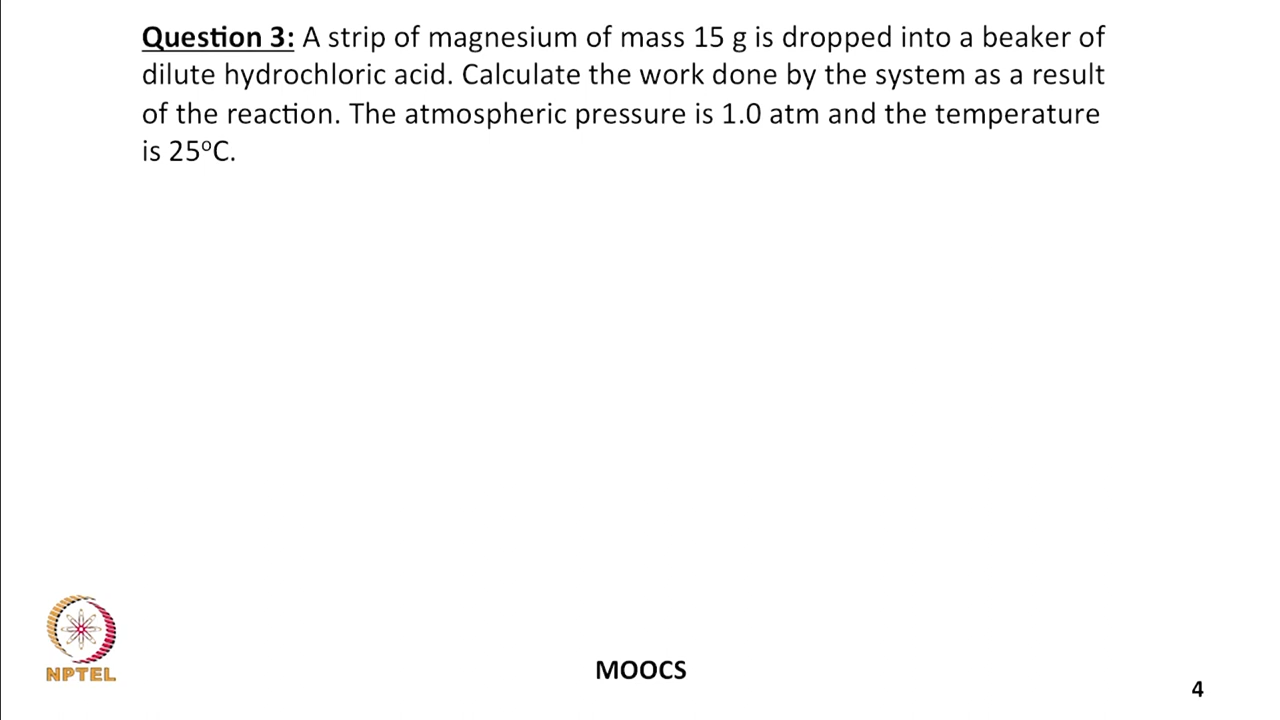 Question 3: A strip of magnesium of mass 15 g is dropped into a beaker of
dilute hydrochloric acid. Calculate the work done by the system as a result
of the reaction. The atmospheric pressure is 1.0 atm and the temperature
is 25°C.
NPTEL
MOOCS
4